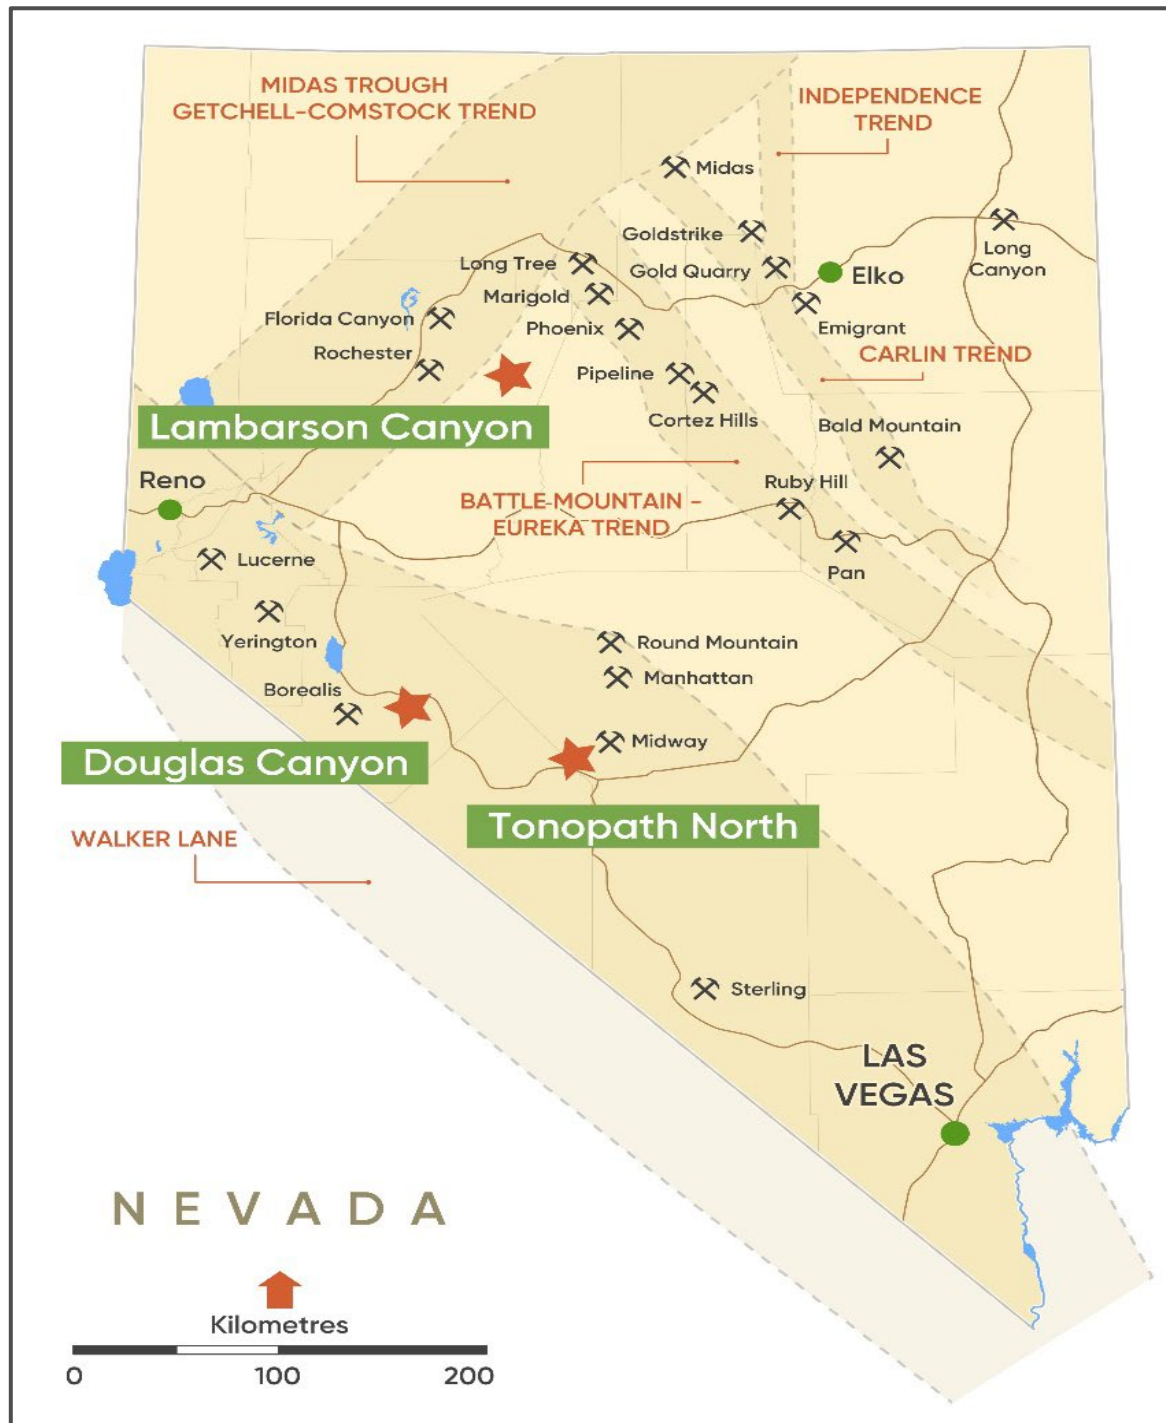 MIDAS TROUGH
GETCHELL–COMSTOCK TREND
INDEPENDENCE
TREND
Midas
Goldstrike
Long Canyon
Long Tree
Gold Quarry
Elko
Marigold
Florida Canyon
Phoenix
Emigrant
Rochester
CARLIN TREND
Pipeline
Cortez Hills
Lambarson Canyon
Bald Mountain
Reno
Ruby Hill
BATTLE-MOUNTAIN –
EUREKA TREND
Lucerne
Pan
Yerington
Round Mountain
Manhattan
Borealis
Midway
Douglas Canyon
Tonopath North
WALKER LANE
Sterling
LAS
VEGAS
NEVADA
Kilometres
0 100 200